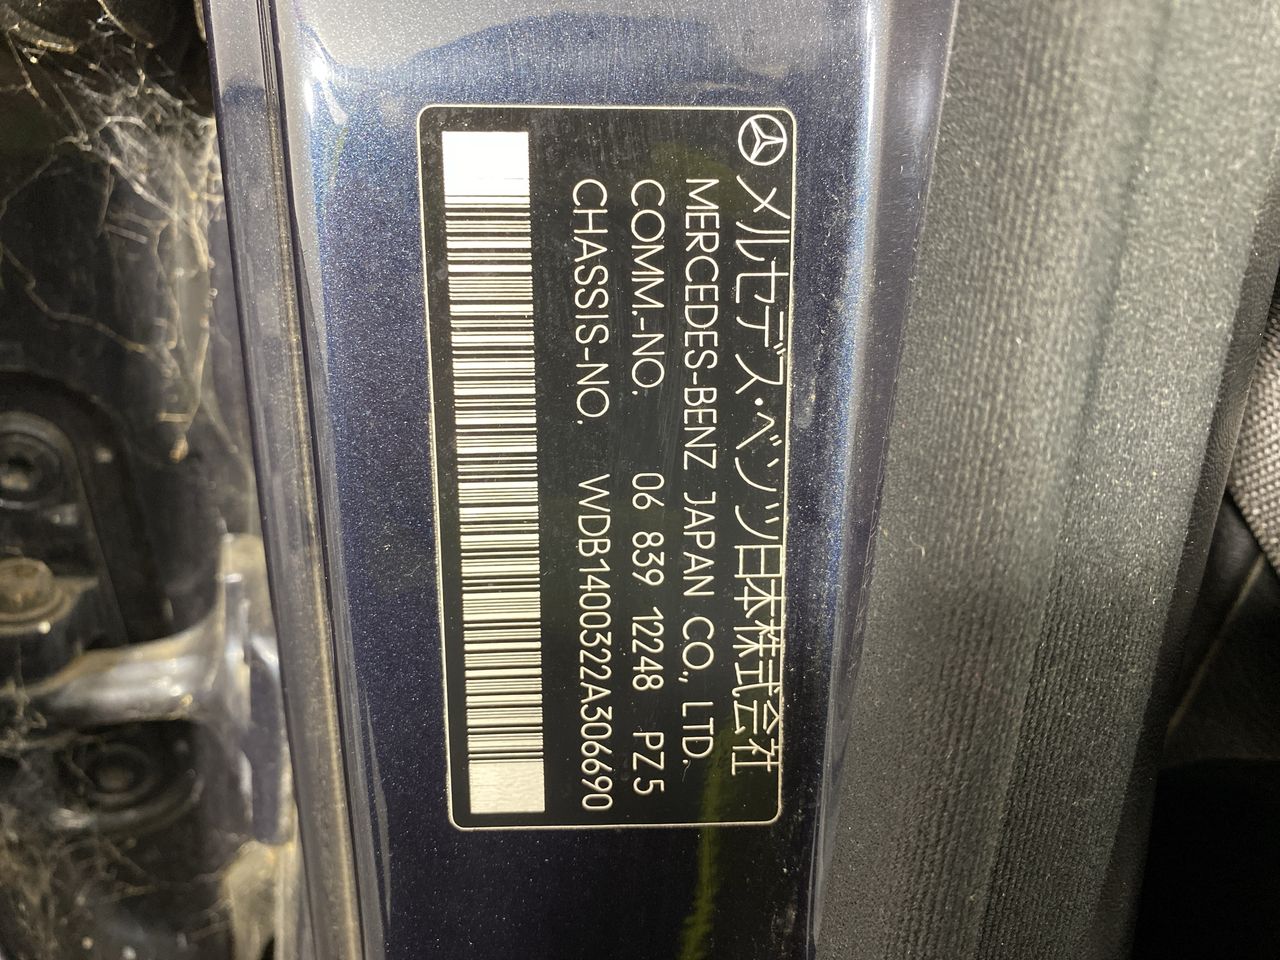 メルセデス・ベンツ日本株式会社
MERCEDES-BENZ JAPAN CO., LTD.
COMM.-NO. 06 839 12248 PZ5
CHASSIS-NO. WDB1400322A306690